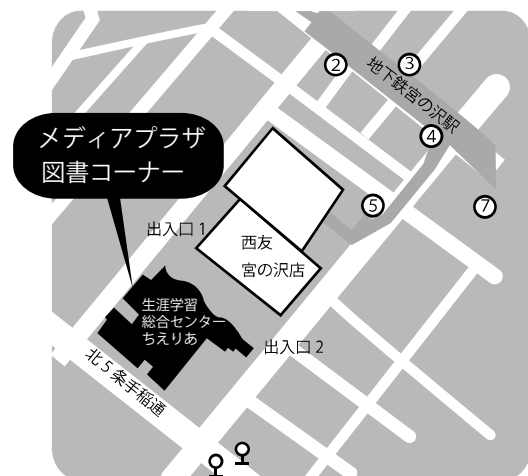 ②
③
地下鉄宮の沢駅
④
メディアプラザ
図書コーナー
⑤
⑦
出入口 1
西友
宮の沢店
生涯学習
総合センター
ちえりあ
出入口 2
北5条手稲通